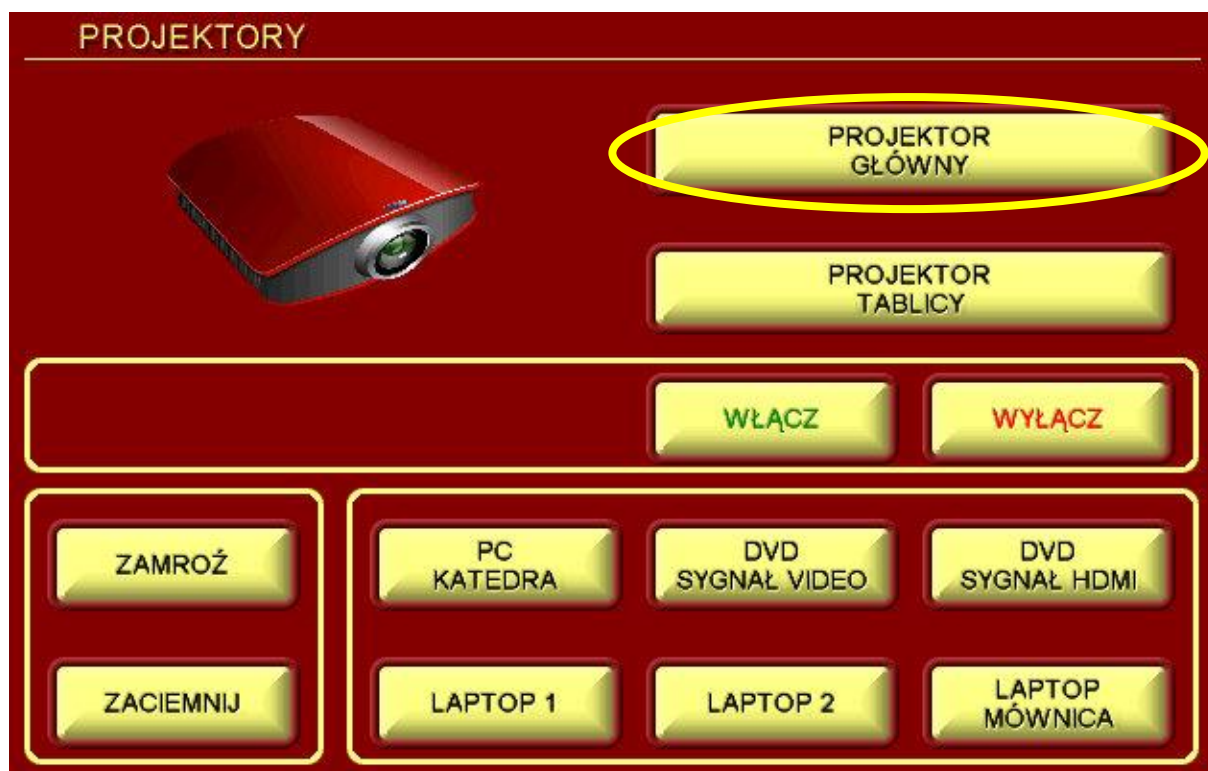 PROJEKTORY
PROJEKTOR
GŁÓWNY
PROJEKTOR
TABLICY
WŁĄCZ
WYŁĄCZ
ZAMROŹ
PC
KATEDRA
DVD
SYGNAŁ VIDEO
DVD
SYGNAŁ HDMI
ZACIEMNIJ
LAPTOP 1
LAPTOP 2
LAPTOP
MÓWNICA